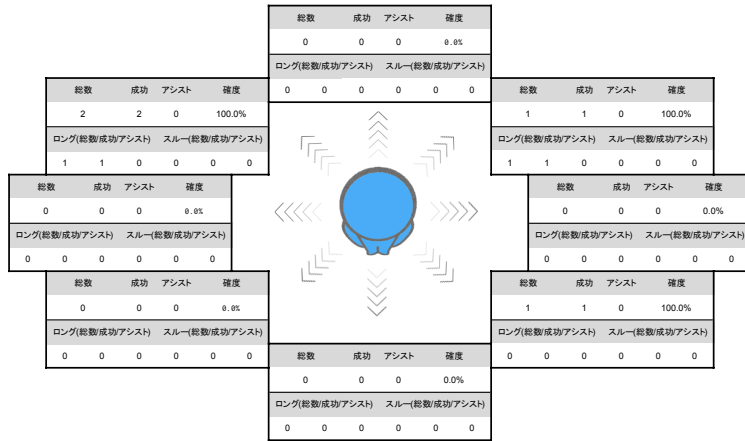 総数 成功 アシスト 確度
0 0 0 0.0%
ロング(総数/成功/アシスト) スルー(総数/成功/アシスト)
0 0 0 0 0 0
総数 成功 アシスト 確度
2 2 0 100.0%
ロング(総数/成功/アシスト) スルー(総数/成功/アシスト)
1 1 0 0 0 0
総数 成功 アシスト 確度
1 1 0 100.0%
ロング(総数/成功/アシスト) スルー(総数/成功/アシスト)
1 1 0 0 0 0
総数 成功 アシスト 確度
0 0 0 0.0%
ロング(総数/成功/アシスト) スルー(総数/成功/アシスト)
0 0 0 0 0 0
総数 成功 アシスト 確度
0 0 0 0.0%
ロング(総数/成功/アシスト) スルー(総数/成功/アシスト)
0 0 0 0 0 0
総数 成功 アシスト 確度
0 0 0 0.0%
ロング(総数/成功/アシスト) スルー(総数/成功/アシスト)
0 0 0 0 0 0
総数 成功 アシスト 確度
1 1 0 100.0%
ロング(総数/成功/アシスト) スルー(総数/成功/アシスト)
0 0 0 0 0 0
総数 成功 アシスト 確度
0 0 0 0.0%
ロング(総数/成功/アシスト) スルー(総数/成功/アシスト)
0 0 0 0 0 0